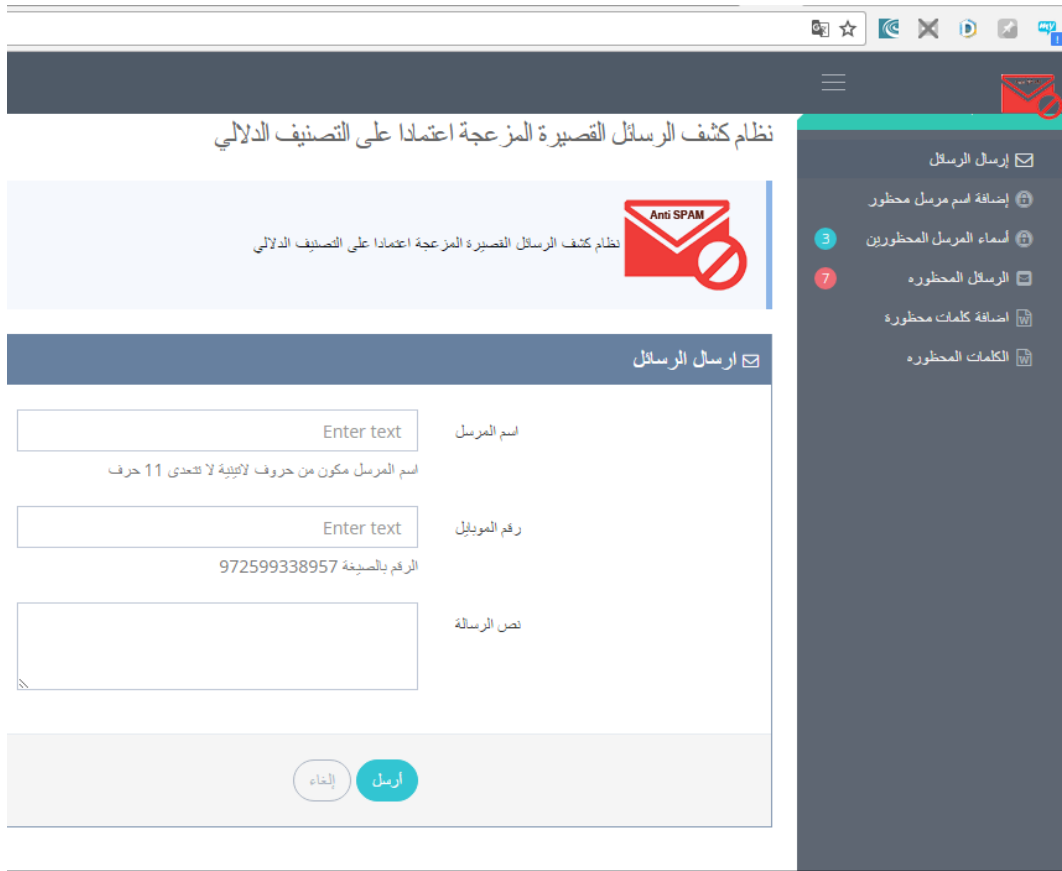 نظام كشف الرسائل القصيرة المزعجة اعتمادا على التصنيف الدلالي
إرسال الرسائل
إضافة اسم مرسل محظور
أسماء المرسل المحظورين 3
الرسائل المحظوره 7
اضافة كلمات محظورة
الكلمات المحظوره
Anti SPAM
نظام كشف الرسائل القصيرة المزعجة اعتمادا على التصنيف الدلالي
ارسال الرسائل
اسم المرسل Enter text
اسم المرسل مكون من حروف لاتينية لا تتعدى 11 حرف
رقم الموبايل Enter text
الرقم بالصيغة 972599338957
نص الرسالة
أرسل إلغاء